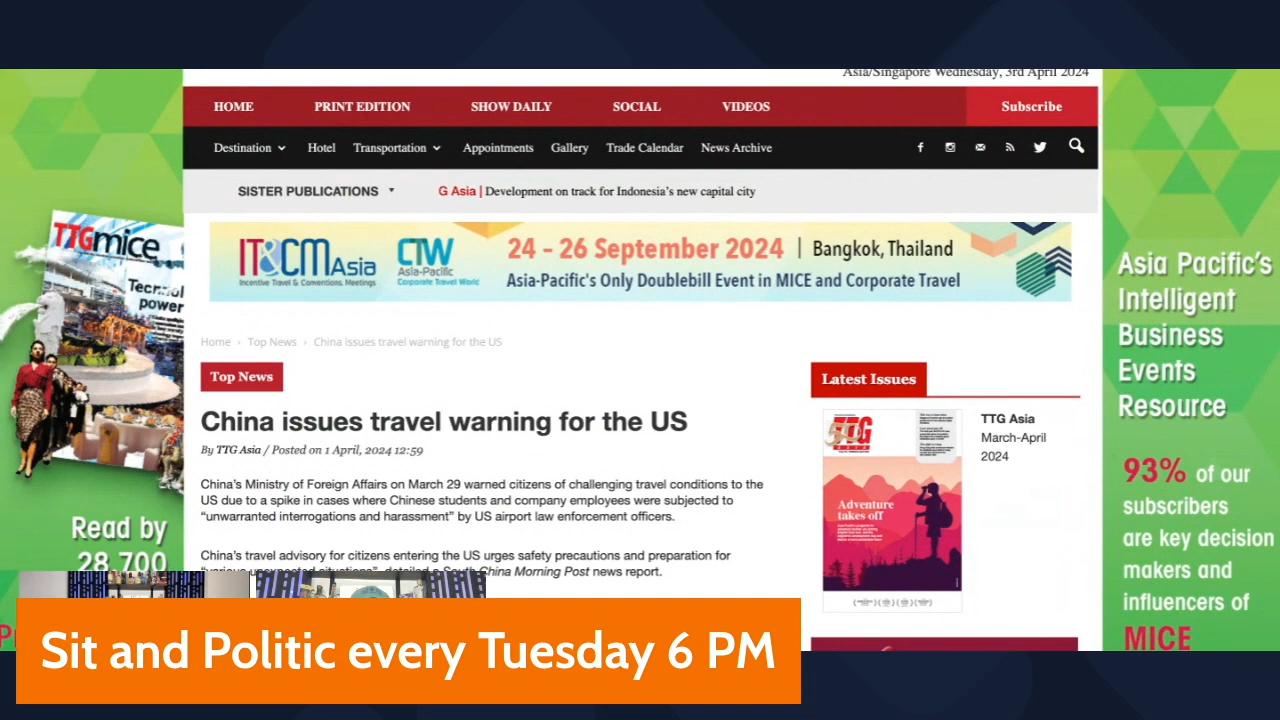 Asia/Singapore Wednesday, 3rd April 2024
HOME PRINT EDITION SHOW DAILY SOCIAL VIDEOS Subscribe
Destination Hotel Transportation Appointments Gallery Trade Calendar News Archive
SISTER PUBLICATIONS G Asia | Development on track for Indonesia's new capital city
IT&CM Asia
Incentive Travel & Conventions, Meetings
CTW
Asia-Pacific
Corporate Travel World
24 – 26 September 2024 | Bangkok, Thailand
Asia-Pacific's Only Doublebill Event in MICE and Corporate Travel
Home › Top News › China issues travel warning for the US
Top News
China issues travel warning for the US
By TTG Asia / Posted on 1 April, 2024 12:59
China's Ministry of Foreign Affairs on March 29 warned citizens of challenging travel conditions to the
US due to a spike in cases where Chinese students and company employees were subjected to
“unwarranted interrogations and harassment” by US airport law enforcement officers.
China's travel advisory for citizens entering the US urges safety precautions and preparation for
“various unexpected situations”, detailed a South China Morning Post news report.
Latest Issues
TTG
ASIA
Adventure
takes off
TTG Asia
March-April
2024
TTGmice
power
Read by
28,700
Asia Pacific's
Intelligent
Business
Events
Resource
93% of our
subscribers
are key decision
makers and
influencers of
MICE
Sit and Politic every Tuesday 6 PM